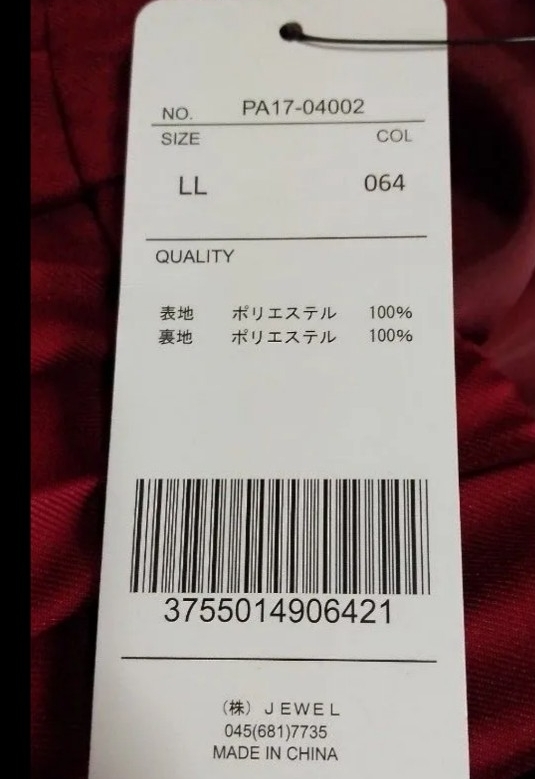 NO. PA17-04002
SIZE COL
LL 064
QUALITY
表地 ポリエステル 100%
裏地 ポリエステル 100%
3755014906421
（株）ＪＥＷＥＬ
045(681)7735
MADE IN CHINA